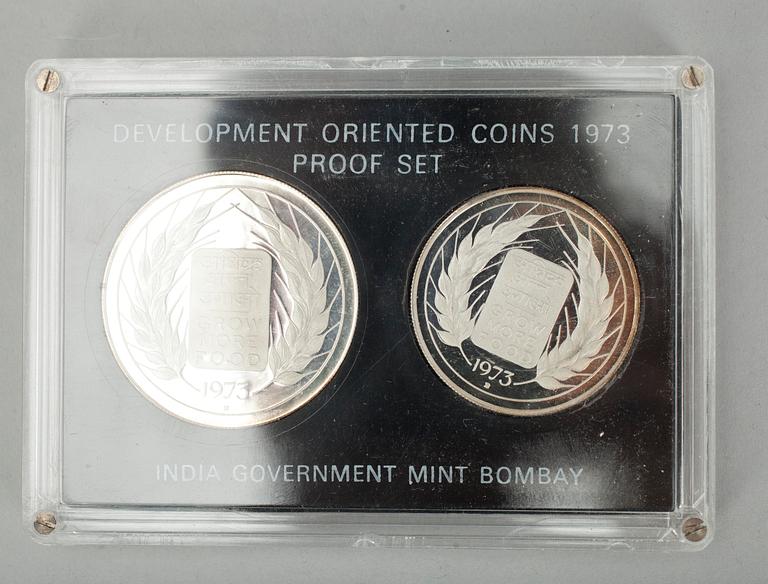 DEVELOPMENT ORIENTED COINS 1973
PROOF SET
GROW
MORE
FOOD
1973
B
GROW
MORE
FOOD
1973
B
INDIA GOVERNMENT MINT BOMBAY